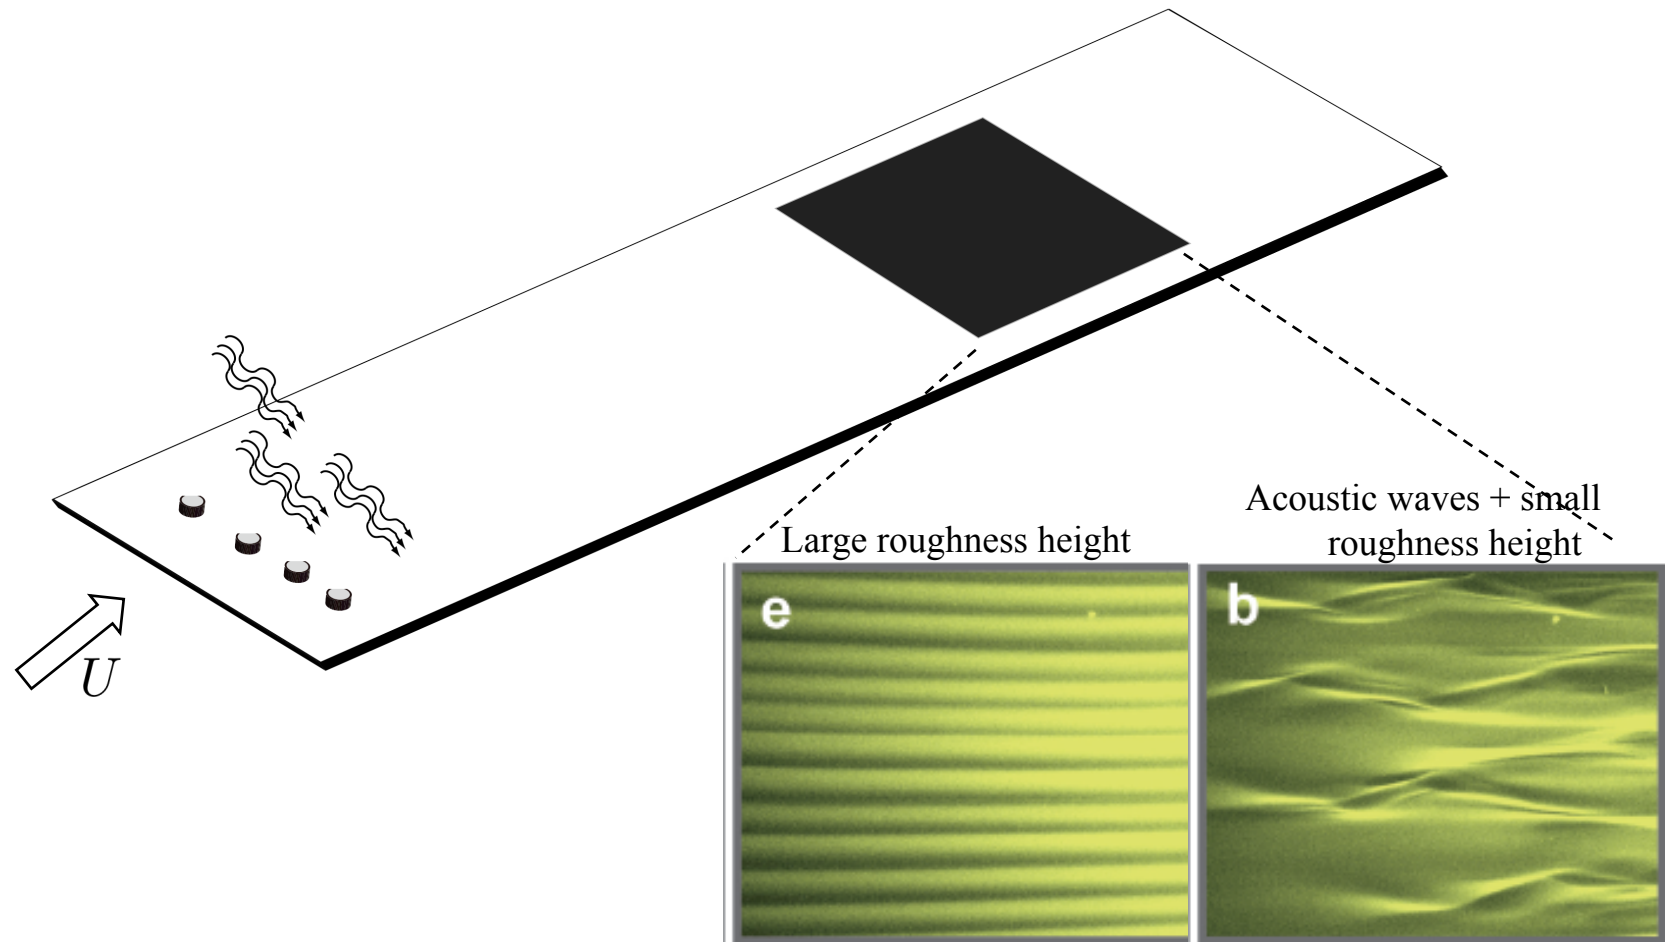 U
Large roughness height
Acoustic waves + small
roughness height
e
b